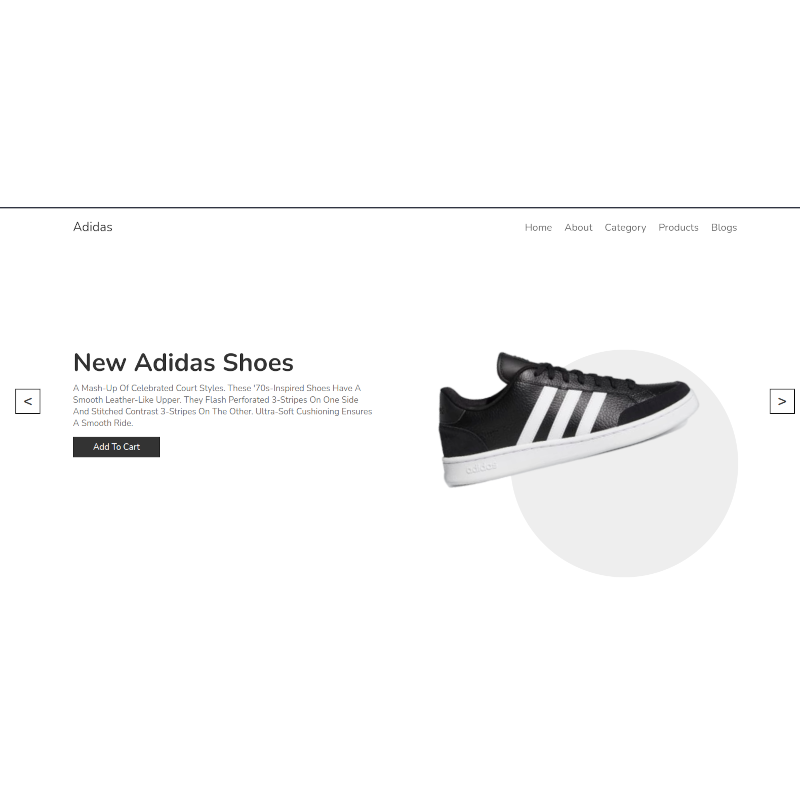 Adidas
Home About Category Products Blogs
New Adidas Shoes
A Mash-Up Of Celebrated Court Styles. These '70s-Inspired Shoes Have A
Smooth Leather-Like Upper. They Flash Perforated 3-Stripes On One Side
And Stitched Contrast 3-Stripes On The Other. Ultra-Soft Cushioning Ensures
A Smooth Ride.
<
>
Add To Cart
adidas